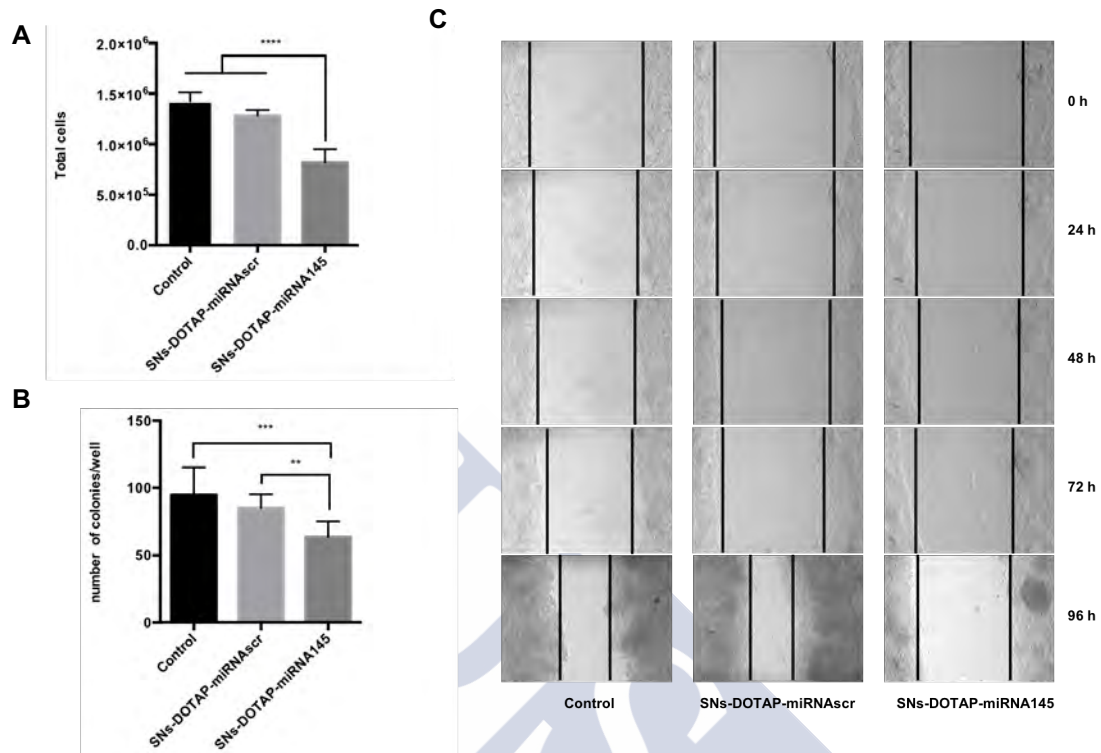 A
Total cells
2.0×10⁶
1.5×10⁶
1.0×10⁶
5.0×10⁵
0.0
****
Control
SNs-DOTAP-miRNAscr
SNs-DOTAP-miRNA145
B
number of colonies/well
150
100
50
0
***
**
Control
SNs-DOTAP-miRNAscr
SNs-DOTAP-miRNA145
C
0 h
24 h
48 h
72 h
96 h
Control
SNs-DOTAP-miRNAscr
SNs-DOTAP-miRNA145